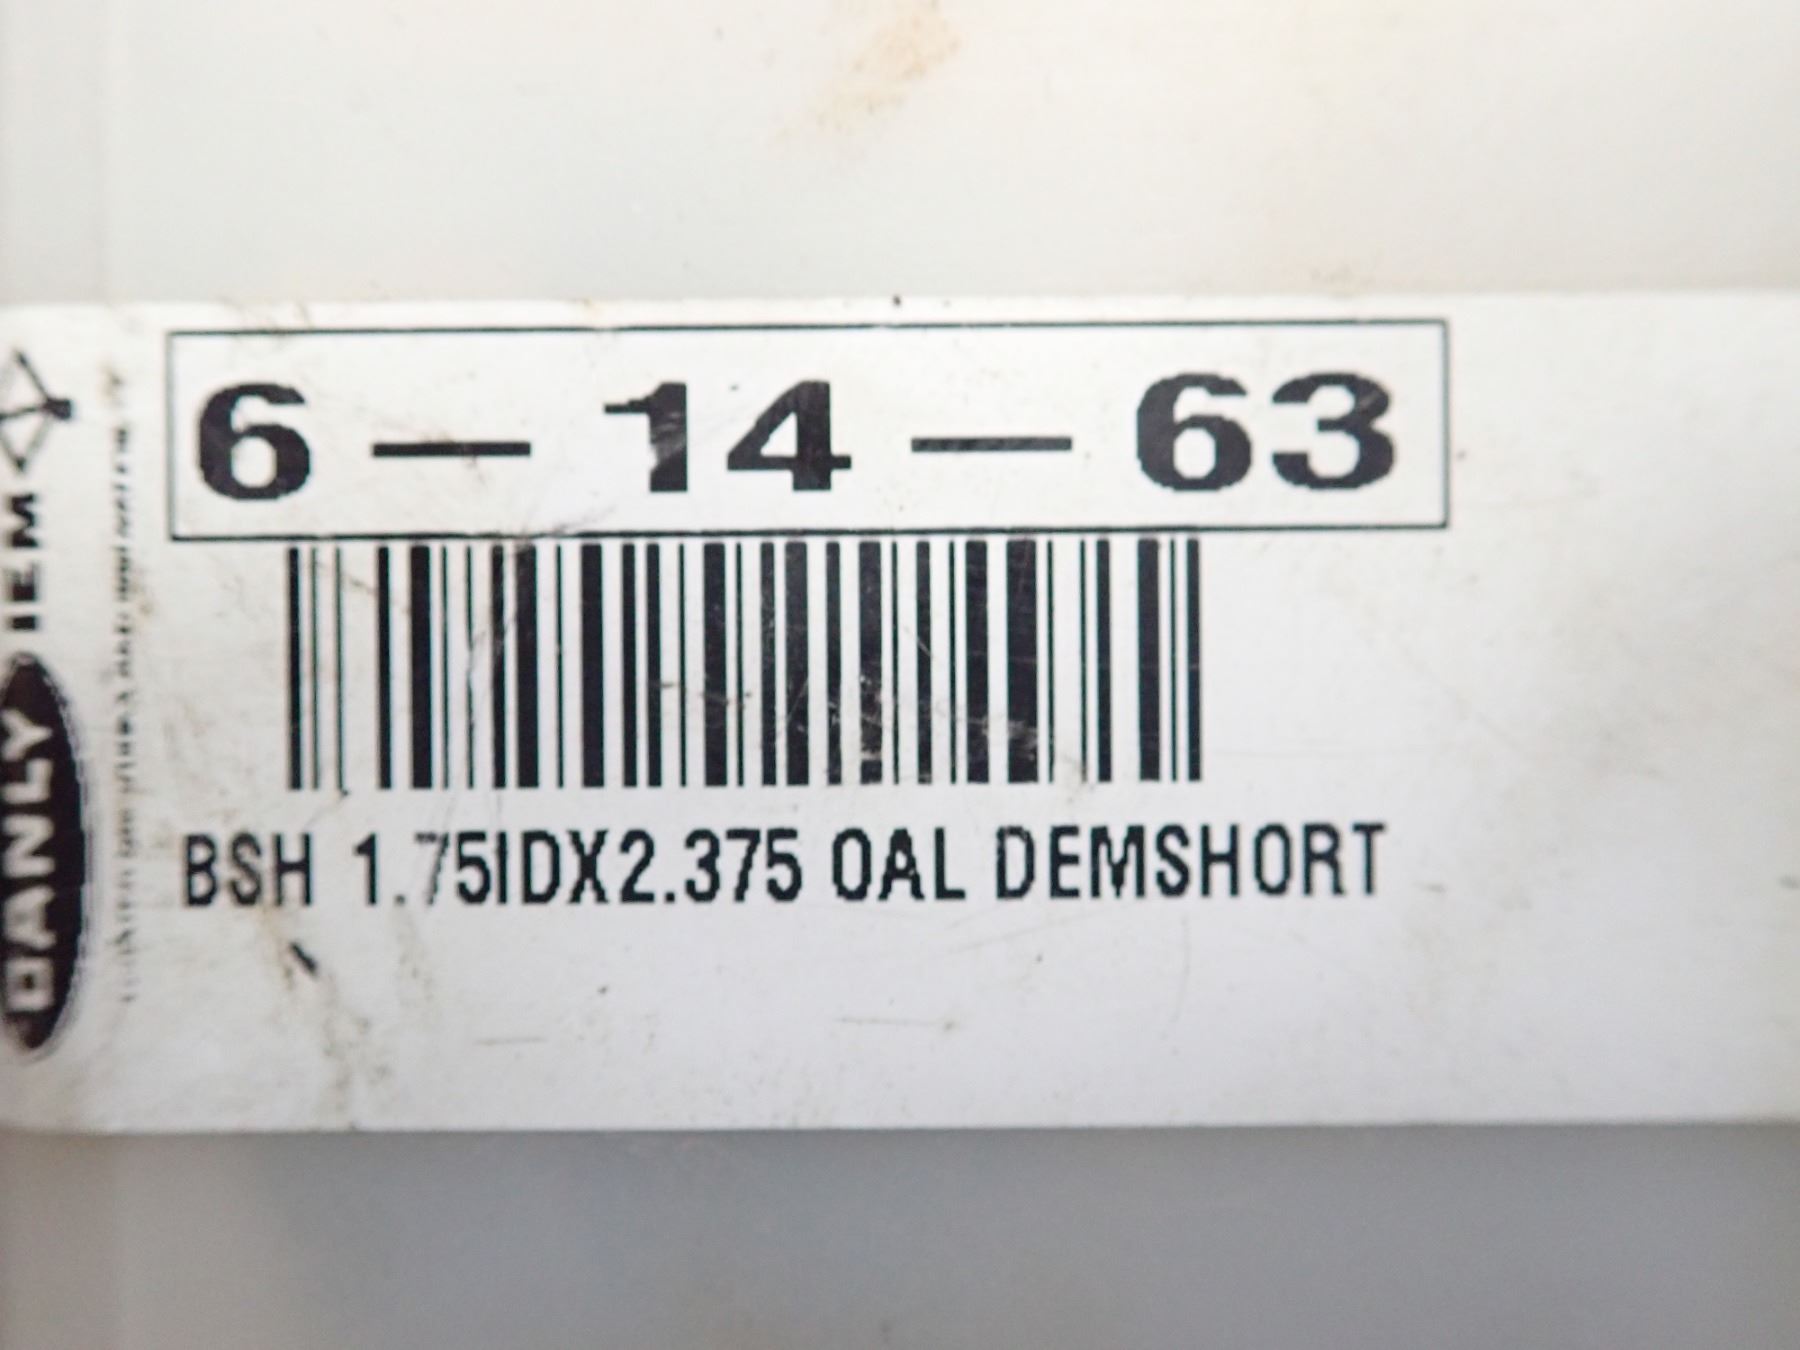 6-14-63
BSH 1.75IDX2.375 OAL DEMSHORT
DANLY IEM